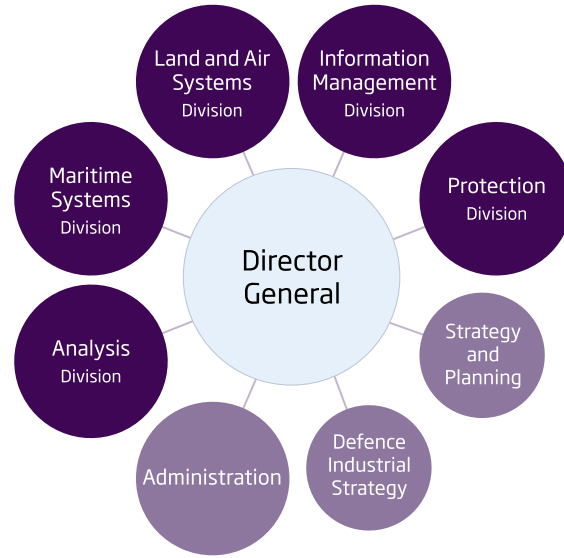 Land and Air
Systems
Division
Information
Management
Division
Maritime
Systems
Division
Protection
Division
Director
General
Analysis
Division
Strategy
and
Planning
Administration
Defence
Industrial
Strategy